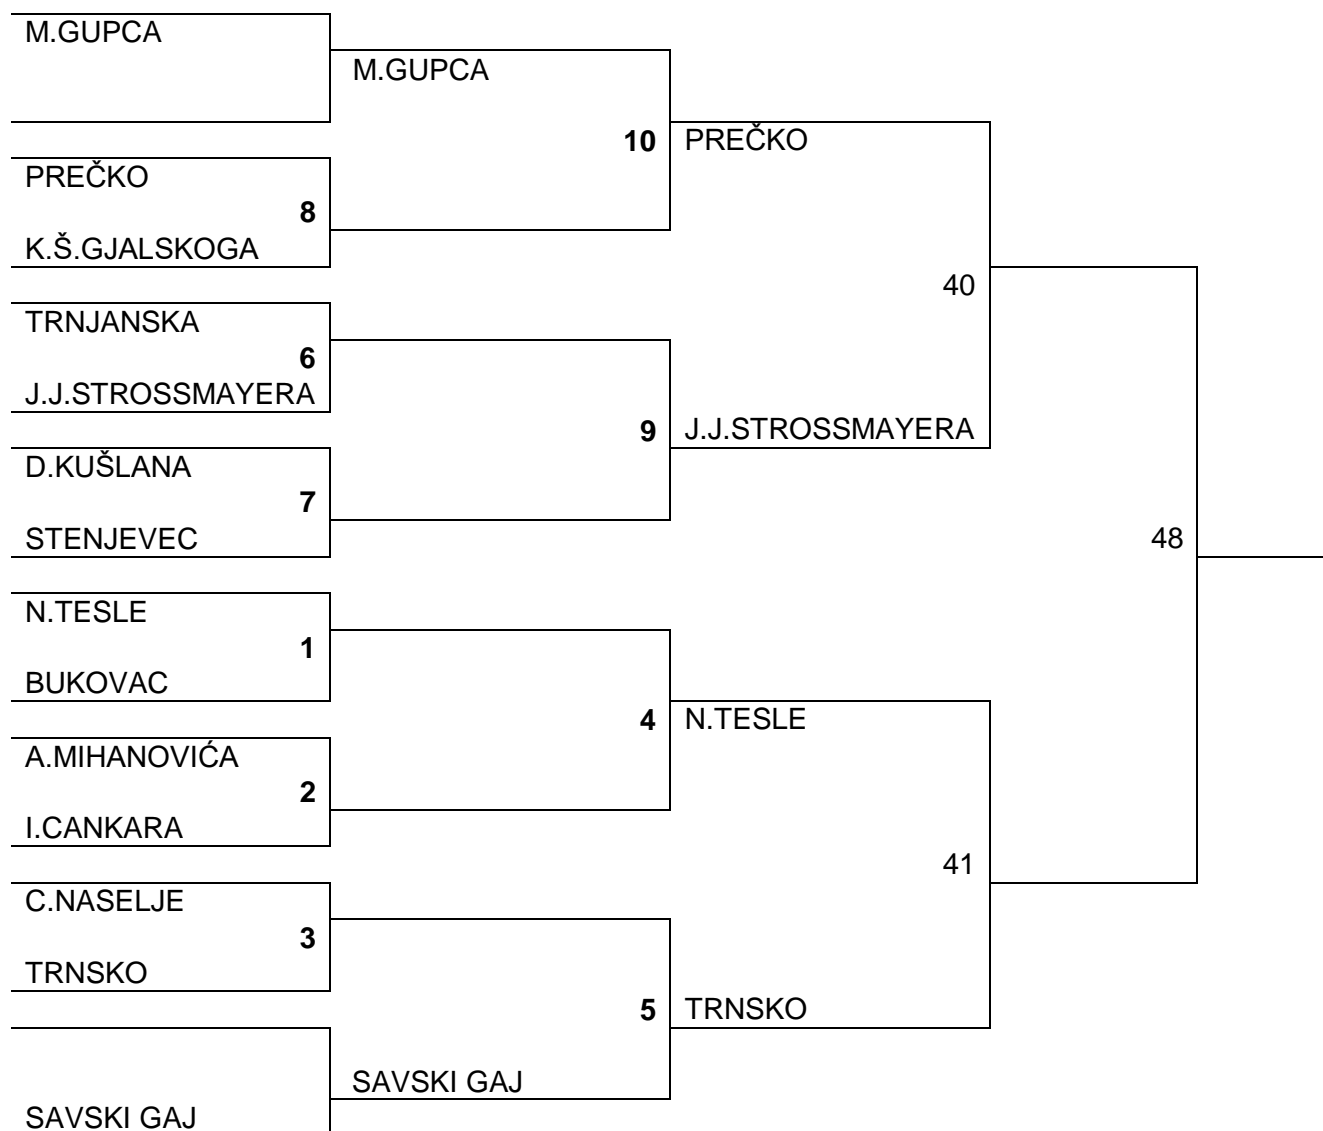 M.GUPCA
M.GUPCA
10 PREČKO
PREČKO
8
K.Š.GJALSKOGA
40
TRNJANSKA
6
J.J.STROSSMAYERA
9 J.J.STROSSMAYERA
D.KUŠLANA
7
STENJEVEC
48
N.TESLE
1
BUKOVAC
4 N.TESLE
A.MIHANOVIĆA
2
I.CANKARA
41
C.NASELJE
3
TRNSKO
5 TRNSKO
SAVSKI GAJ
SAVSKI GAJ